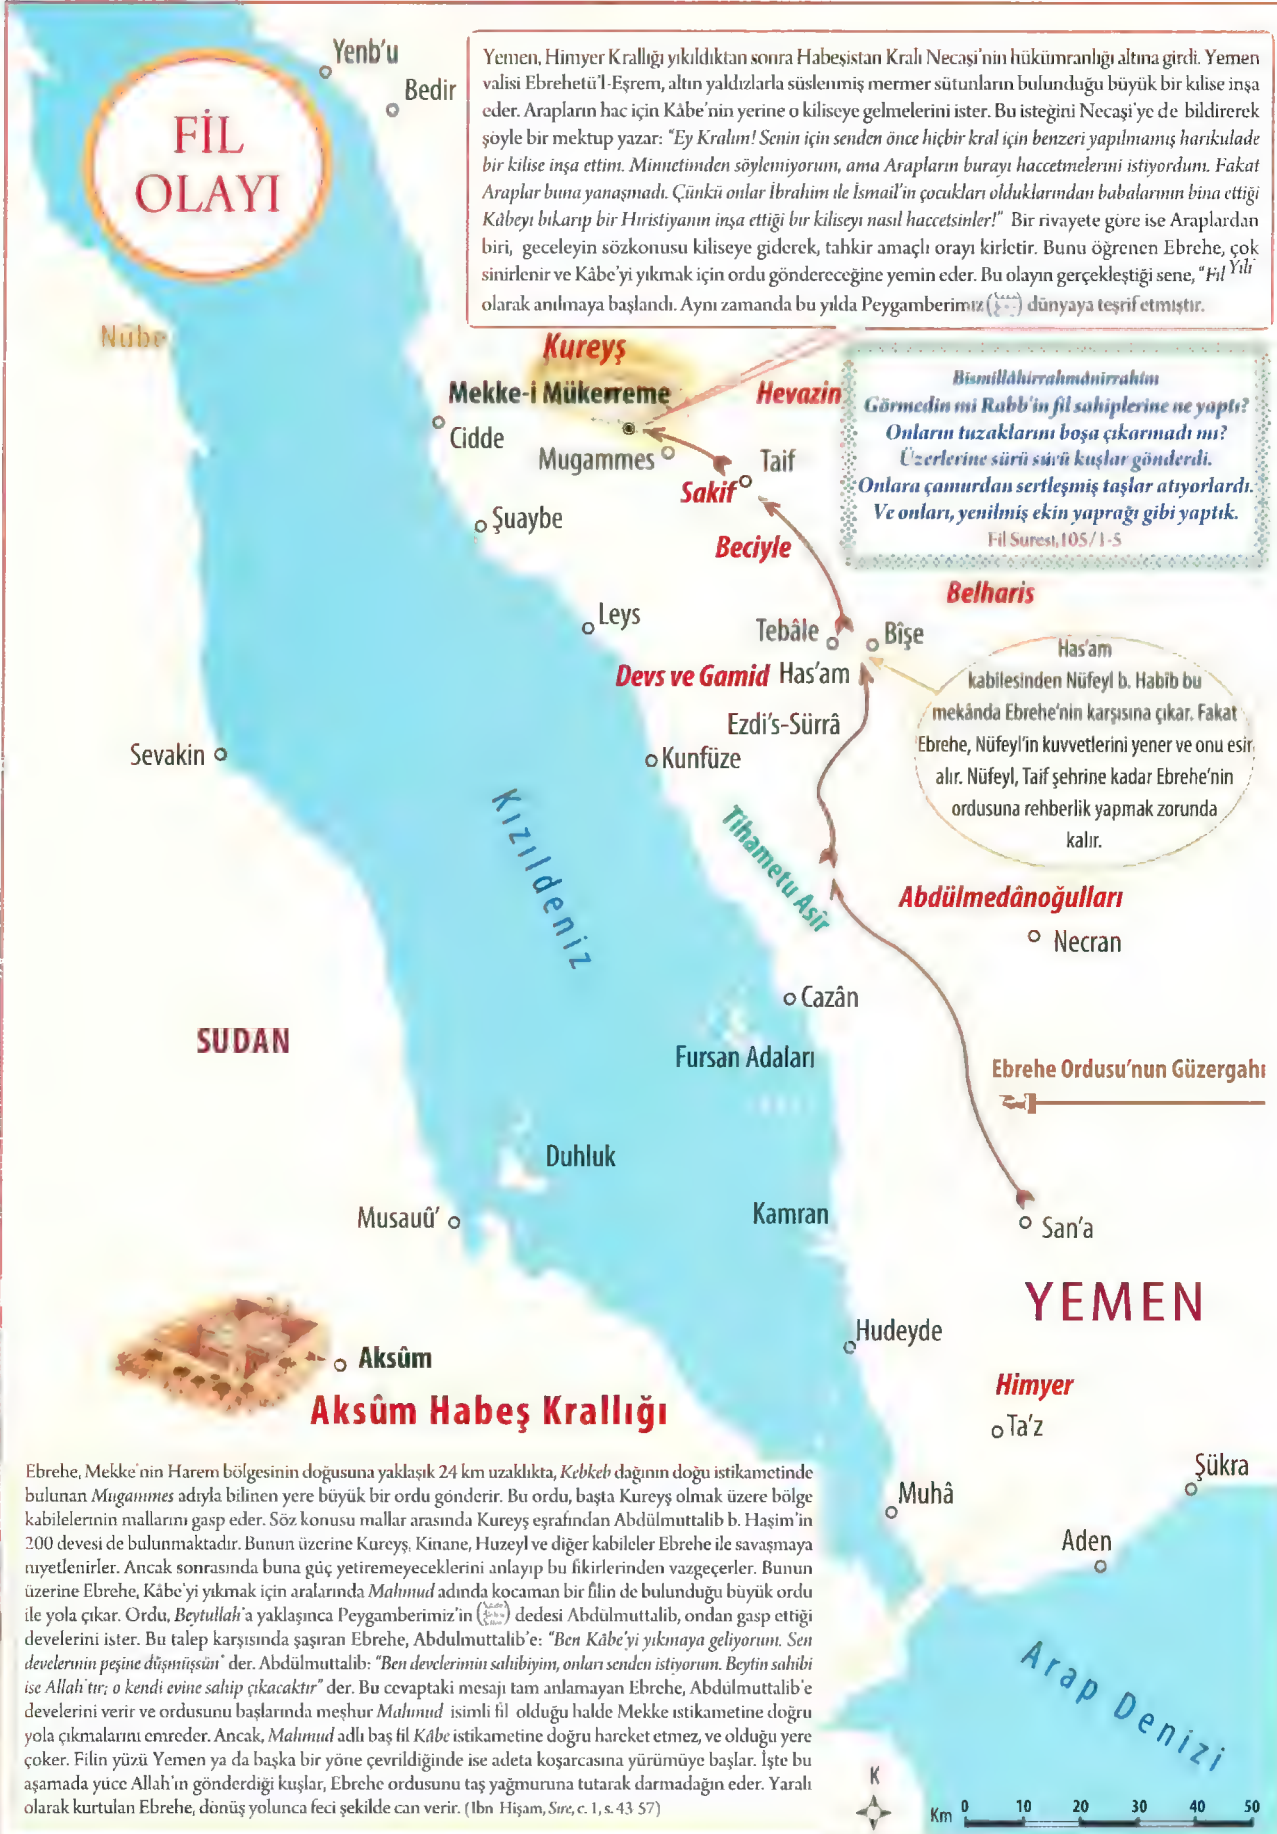 FİL
OLAYI
Yemen, Himyer Krallığı yıkıldıktan sonra Habeşistan Kralı Necaşi'nin hükümranlığı altına girdi. Yemen
valisi Ebrehetü'l-Eşrem, altın yaldızlarla süslenmiş mermer sütunların bulunduğu büyük bir kilise inşa
eder. Arapların hac için Kâbe'nin yerine o kiliseye gelmelerini ister. Bu isteğini Necaşi'ye de bildirerek
şöyle bir mektup yazar: "Ey Kralım! Senin için senden önce hiçbir kral için benzeri yapılmamış harikulade
bir kilise inşa ettim. Minnetimden söylemiyorum, ama Arapların burayı haccetmelerini istiyordum. Fakat
Araplar buna yanaşmadı. Çünkü onlar İbrahim ile İsmail'in çocukları olduklarından babalarının bina ettiği
Kâbeyi bıkarıp bir Hıristiyanın inşa ettiği bir kiliseyi nasıl haccetsinler!" Bir rivayete göre ise Araplardan
biri, geceleyin sözkonusu kiliseye giderek, tahkir amaçlı orayı kirletir. Bunu öğrenen Ebrehe, çok
sinirlenir ve Kâbe'yi yıkmak için ordu göndereceğine yemin eder. Bu olayın gerçekleştiği sene, "Fil Yılı"
olarak anılmaya başlandı. Aynı zamanda bu yılda Peygamberimiz ( ) dünyaya teşrif etmiştir.
Yenb'u
Bedir
Nûbe
Kureyş
Mekke-i Mükerreme
Hevazin
Cidde
Mugammes
Taif
Sakif
Şuaybe
Beciyle
Bismillâhirrahmânirrahim
Görmedin mi Rabb'in fil sahiplerine ne yaptı?
Onların tuzaklarını boşa çıkarmadı mı?
Üzerlerine sürü sürü kuşlar gönderdi.
Onlara çamurdan sertleşmiş taşlar atıyorlardı.
Ve onları, yenilmiş ekin yaprağı gibi yaptık.
Fil Suresi, 105/1-5
Belharis
Leys
Tebâle
Bîşe
Devs ve Gamid
Has'am
Ezdi's-Sürrâ
Has'am
kabilesinden Nüfeyl b. Habib bu
mekânda Ebrehe'nin karşısına çıkar. Fakat
Ebrehe, Nüfeyl'in kuvvetlerini yener ve onu esir
alır. Nüfeyl, Taif şehrine kadar Ebrehe'nin
ordusuna rehberlik yapmak zorunda
kalır.
Sevakin
Kunfüze
Kızıldeniz
Tihametu Asîr
Abdülmedânoğulları
Necran
Cazân
SUDAN
Fursan Adaları
Ebrehe Ordusu'nun Güzergahı
Duhluk
Musauû'
Kamran
San'a
YEMEN
Hudeyde
Aksûm
Aksûm Habeş Krallığı
Himyer
Ta'z
Şükra
Muhâ
Aden
Arap Denizi
Ebrehe, Mekke'nin Harem bölgesinin doğusuna yaklaşık 24 km uzaklıkta, Kebkeb dağının doğu istikametinde
bulunan Mugammes adıyla bilinen yere büyük bir ordu gönderir. Bu ordu, başta Kureyş olmak üzere bölge
kabilelerinin mallarını gasp eder. Söz konusu mallar arasında Kureyş eşrafından Abdülmuttalib b. Haşim'in
200 devesi de bulunmaktadır. Bunun üzerine Kureyş, Kinane, Huzeyl ve diğer kabileler Ebrehe ile savaşmaya
niyetlenirler. Ancak sonrasında buna güç yetiremeyeceklerini anlayıp bu fikirlerinden vazgeçerler. Bunun
üzerine Ebrehe, Kâbe'yi yıkmak için aralarında Mahmud adında kocaman bir filin de bulunduğu büyük ordu
ile yola çıkar. Ordu, Beytullah'a yaklaşınca Peygamberimiz'in ( ) dedesi Abdülmuttalib, ondan gasp ettiği
develerini ister. Bu talep karşısında şaşıran Ebrehe, Abdulmuttalib'e: "Ben Kâbe'yi yıkmaya geliyorum. Sen
develerinin peşine düşmüşsün" der. Abdülmuttalib: "Ben develerimin sahibiyim, onları senden istiyorum. Beytin sahibi
ise Allah'tır; o kendi evine sahip çıkacaktır" der. Bu cevaptaki mesajı tam anlamayan Ebrehe, Abdülmuttalib'e
develerini verir ve ordusunu başlarında meşhur Mahmud isimli fil olduğu halde Mekke istikametine doğru
yola çıkmalarını emreder. Ancak, Mahmud adlı baş fil Kâbe istikametine doğru hareket etmez, ve olduğu yere
çöker. Filin yüzü Yemen ya da başka bir yöne çevrildiğinde ise adeta koşarcasına yürümüye başlar. İşte bu
aşamada yüce Allah'ın gönderdiği kuşlar, Ebrehe ordusunu taş yağmuruna tutarak darmadağın eder. Yaralı
olarak kurtulan Ebrehe, dönüş yolunca feci şekilde can verir. (Ibn Hişam, Sire, c. 1, s. 43 57)
K
Km 0 10 20 30 40 50